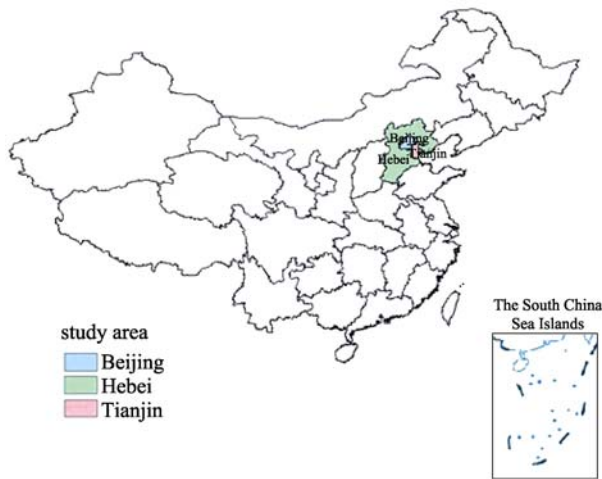 Beijing
Hebei
Tianjin
The South China
Sea Islands
study area
Beijing
Hebei
Tianjin